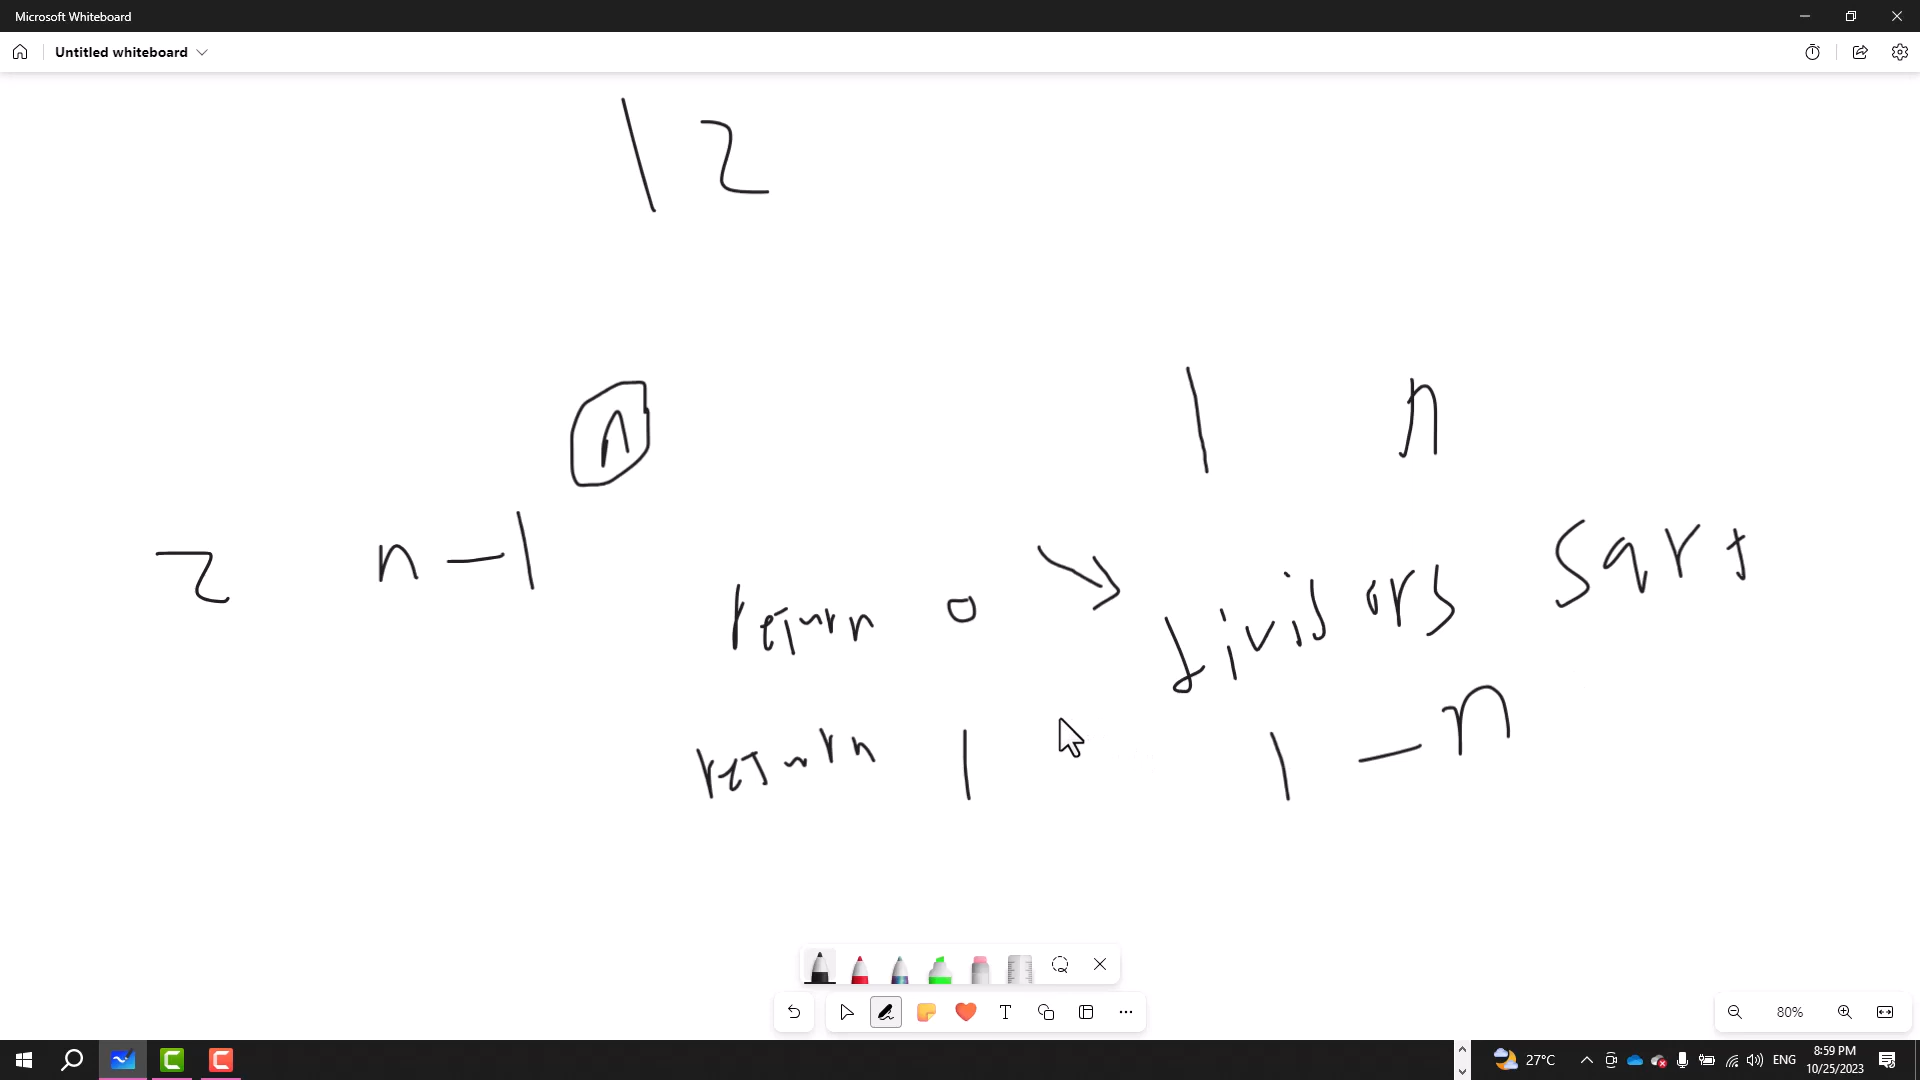 Microsoft Whiteboard
Untitled whiteboard
12
n
1 n
2 n-1
return 0
divisors
sqrt
return 1
1 - n
80%
27°C
ENG
8:59 PM
10/25/2023